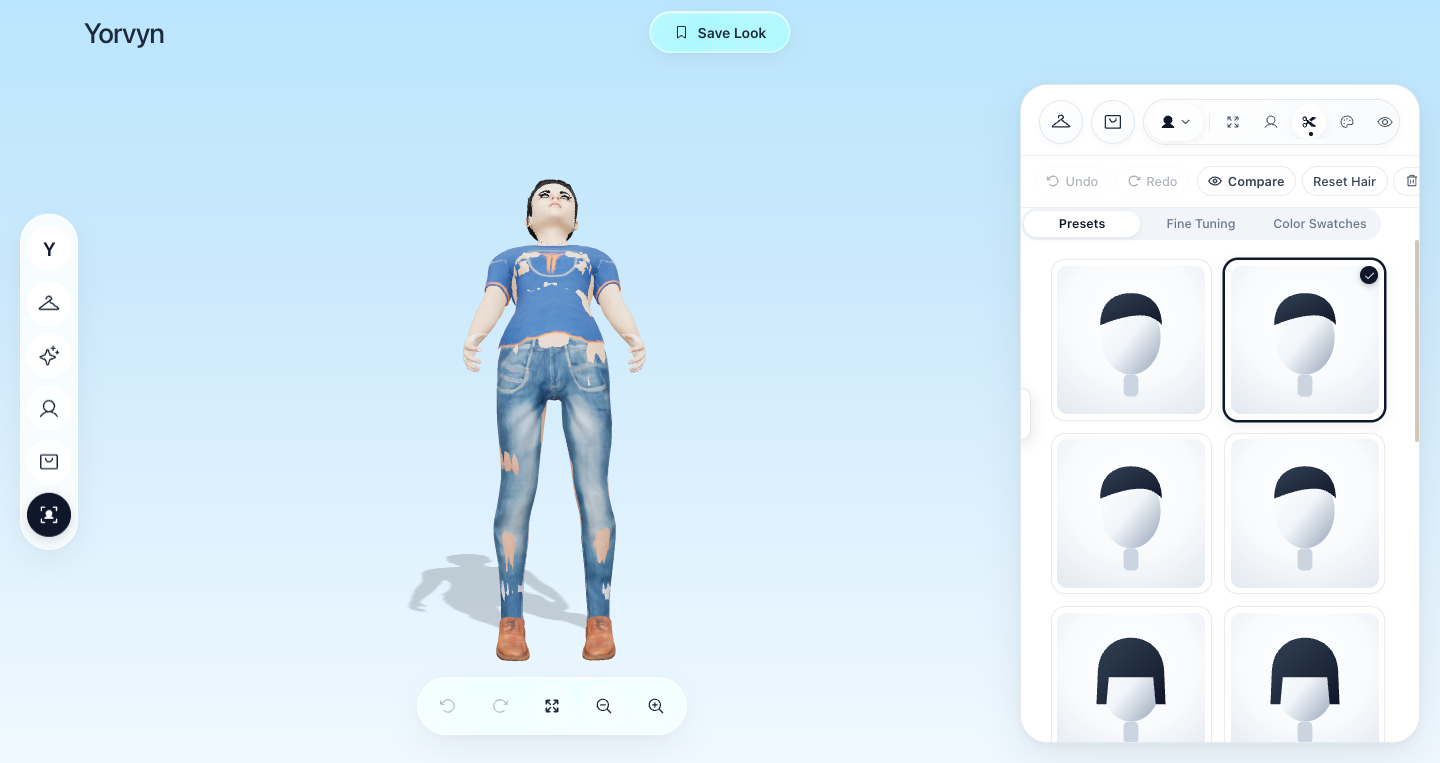 Yorvyn
Save Look
Y
Undo
Redo
Compare
Reset Hair
Presets
Fine Tuning
Color Swatches